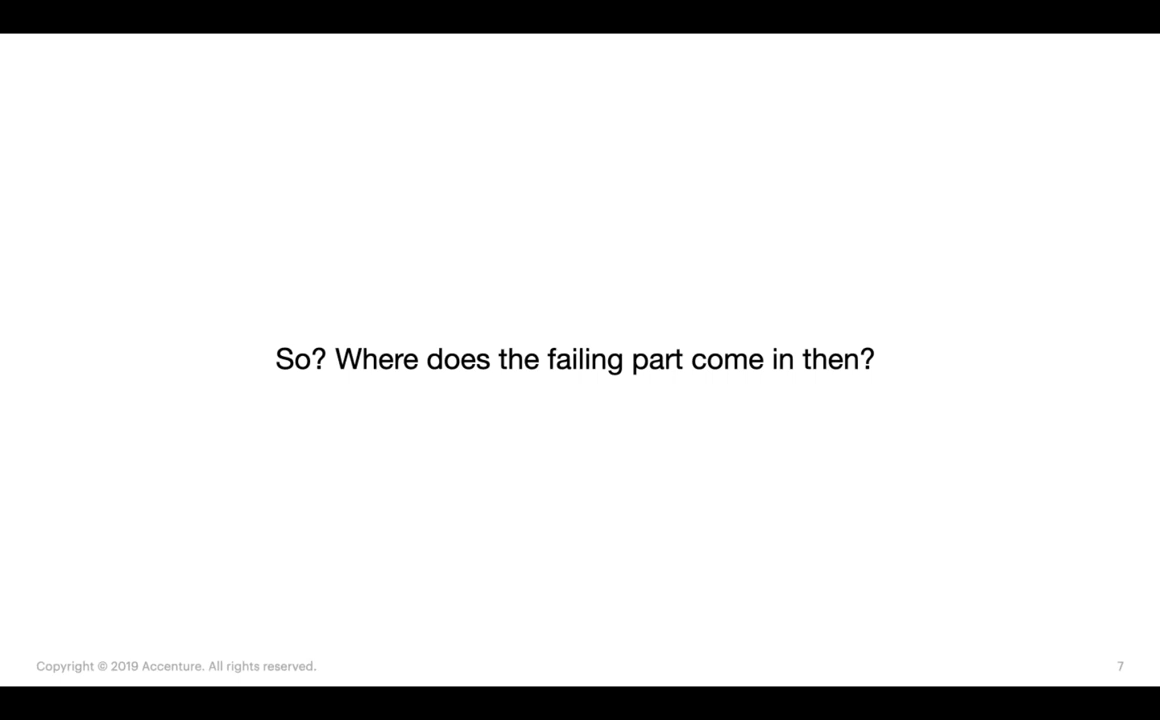 So? Where does the failing part come in then?
Copyright © 2019 Accenture. All rights reserved.
7